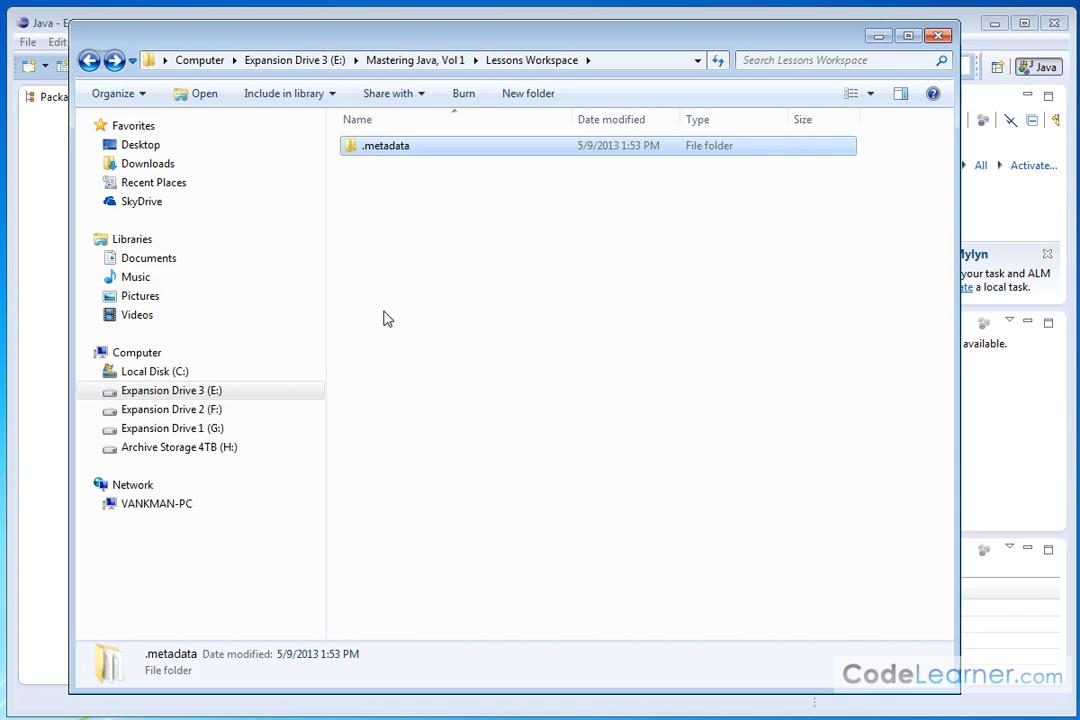 Java - E
File Edit
Computer Expansion Drive 3 (E:) Mastering Java, Vol 1 Lessons Workspace
Search Lessons Workspace
Java
Organize Open Include in library Share with Burn New folder
Packa
Name Date modified Type Size
.metadata 5/9/2013 1:53 PM File folder
Favorites
Desktop
Downloads
Recent Places
SkyDrive
Libraries
Documents
Music
Pictures
Videos
Computer
Local Disk (C:)
Expansion Drive 3 (E:)
Expansion Drive 2 (F:)
Expansion Drive 1 (G:)
Archive Storage 4TB (H:)
Network
VANKMAN-PC
All Activate...
Mylyn
your task and ALM
ate a local task.
available.
.metadata Date modified: 5/9/2013 1:53 PM
File folder
CodeLearner.com